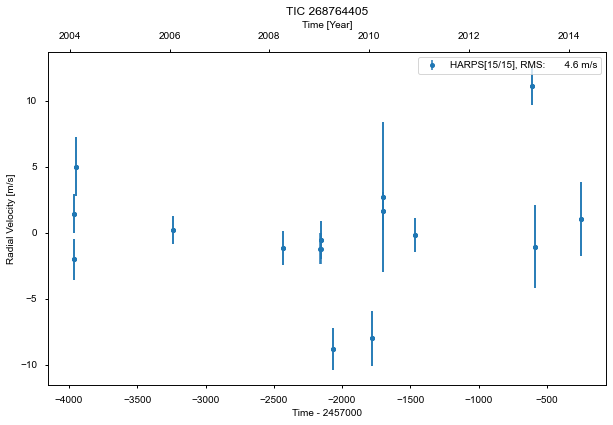 TIC 268764405
Time [Year]
2004 2006 2008 2010 2012 2014
HARPS[15/15], RMS: 4.6 m/s
10
5
0
−5
−10
Radial Velocity [m/s]
−4000 −3500 −3000 −2500 −2000 −1500 −1000 −500
Time - 2457000